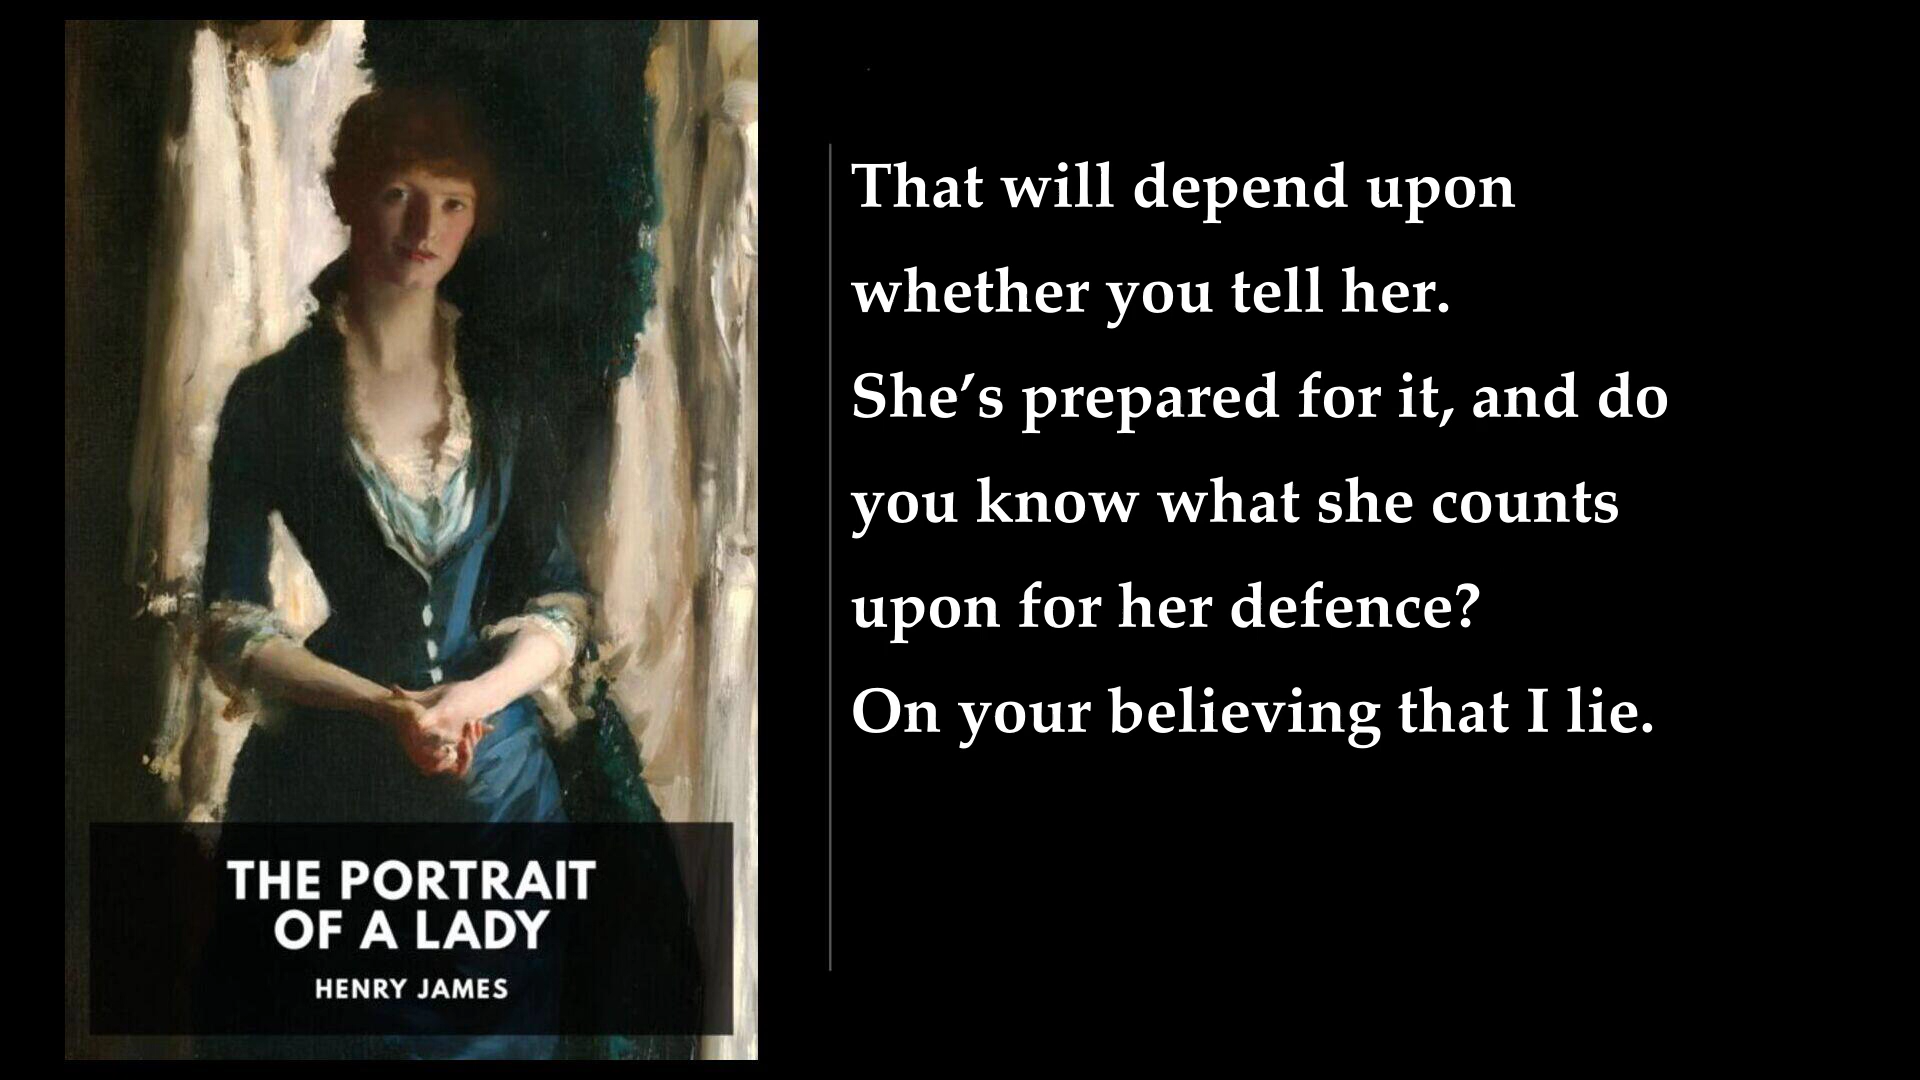 THE PORTRAIT
OF A LADY
HENRY JAMES
That will depend upon
whether you tell her.
She’s prepared for it, and do
you know what she counts
upon for her defence?
On your believing that I lie.